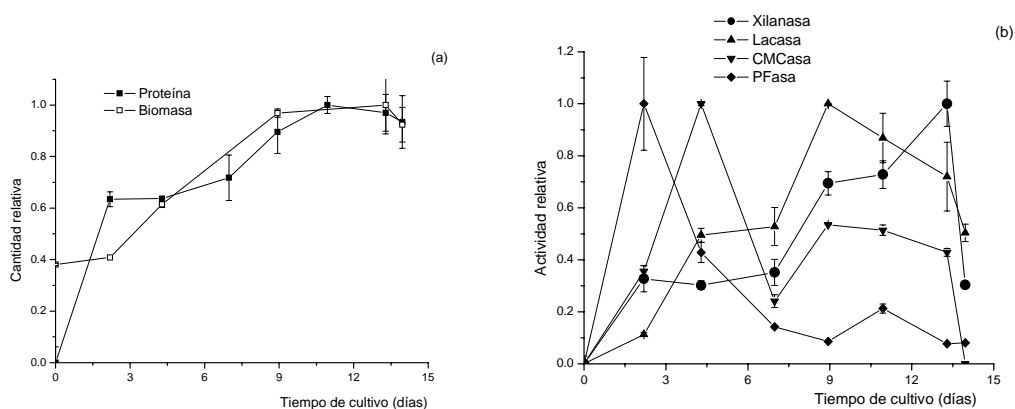 (a)
Proteína
Biomasa
1.0
0.8
0.6
0.4
0.2
0.0
Cantidad relativa
0 3 6 9 12 15
Tiempo de cultivo (días)
Xilanasa
Lacasa
CMCasa
PFasa
(b)
1.2
1.0
0.8
0.6
0.4
0.2
0.0
Actividad relativa
0 3 6 9 12 15
Tiempo de cultivo (días)